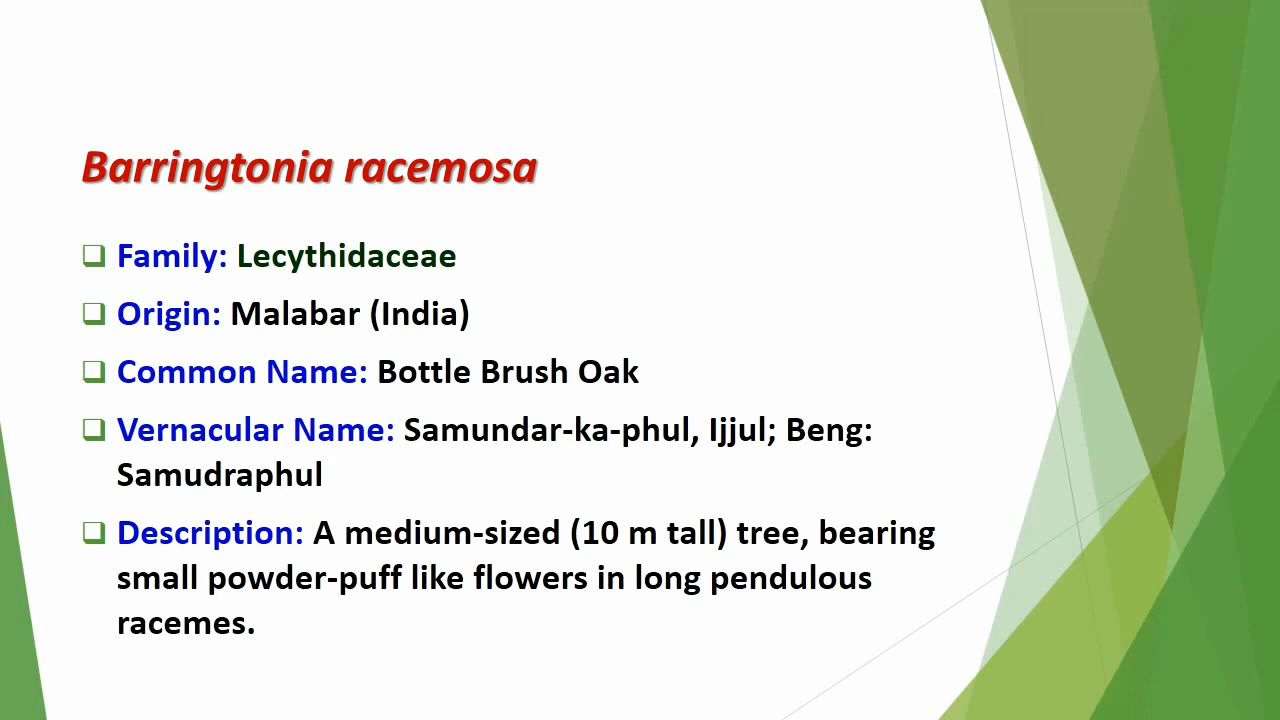 Barringtonia racemosa
Family: Lecythidaceae
Origin: Malabar (India)
Common Name: Bottle Brush Oak
Vernacular Name: Samundar-ka-phul, Ijjul; Beng:
Samudraphul
Description: A medium-sized (10 m tall) tree, bearing
small powder-puff like flowers in long pendulous
racemes.